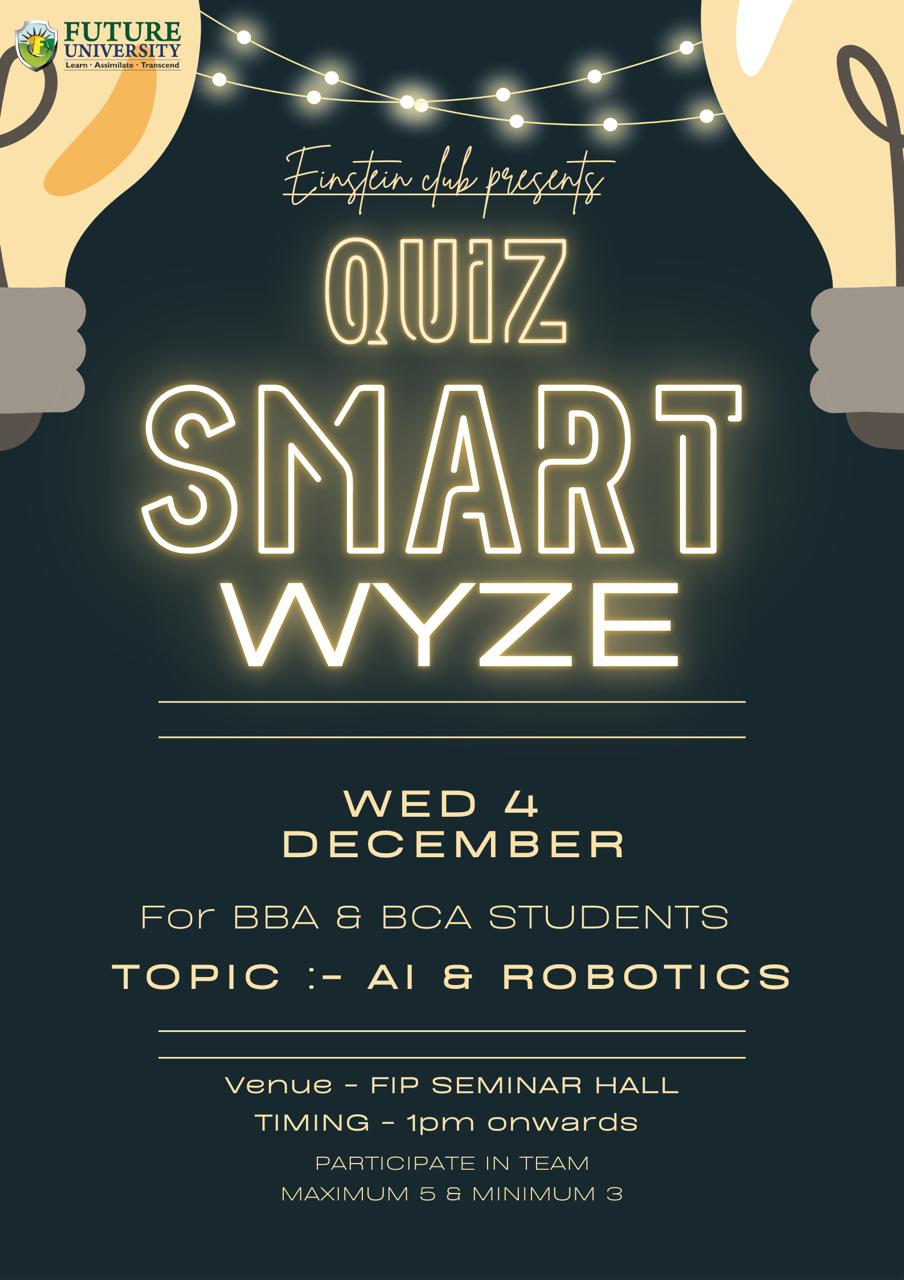 FUTURE
UNIVERSITY
Learn · Assimilate · Transcend
Einstein club presents
QUIZ
SMART
WYZE
WED 4
DECEMBER
For BBA & BCA STUDENTS
TOPIC :- AI & ROBOTICS
Venue - FIP SEMINAR HALL
TIMING - 1pm onwards
PARTICIPATE IN TEAM
MAXIMUM 5 & MINIMUM 3